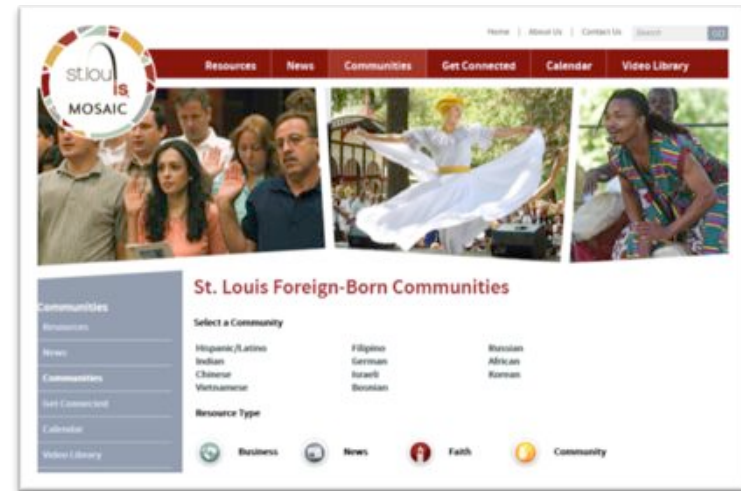 Home | About Us | Contact Us Search GO
st.louis
MOSAIC
Resources News Communities Get Connected Calendar Video Library
St. Louis Foreign-Born Communities
Communities
Resources
News
Communities
Get Connected
Calendar
Video Library
Select a Community
Hispanic/Latino Filipino Russian
Indian German African
Chinese Israeli Korean
Vietnamese Bosnian
Resource Type
Business News Faith Community